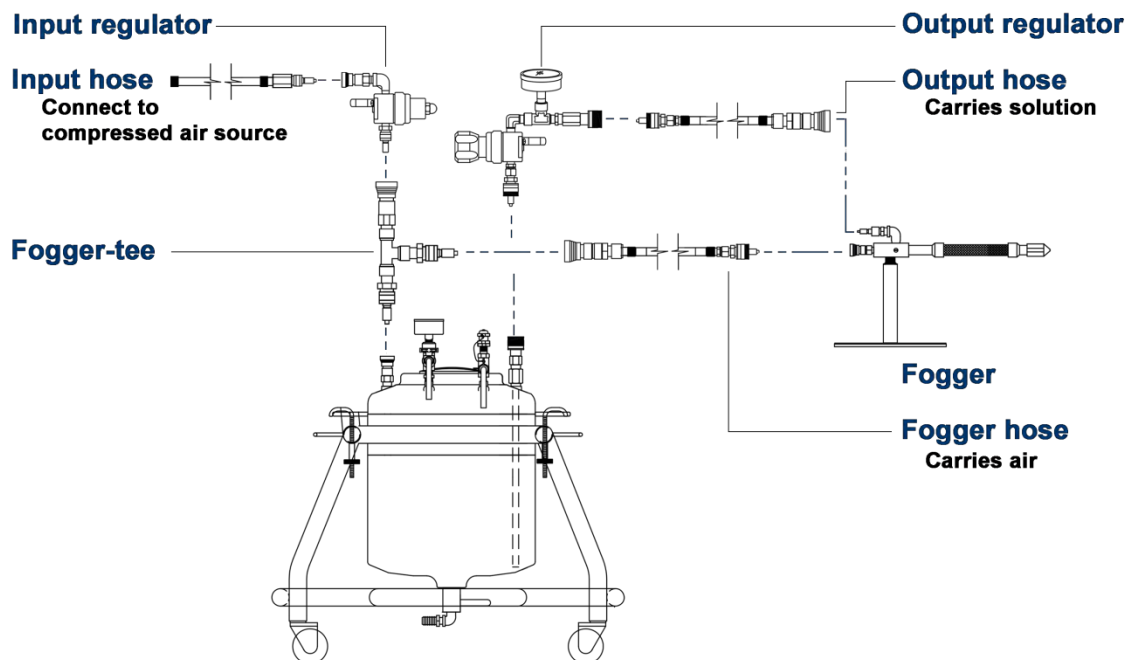 Input regulator
Input hose
Connect to
compressed air source
Fogger-tee
Output regulator
Output hose
Carries solution
Fogger
Fogger hose
Carries air